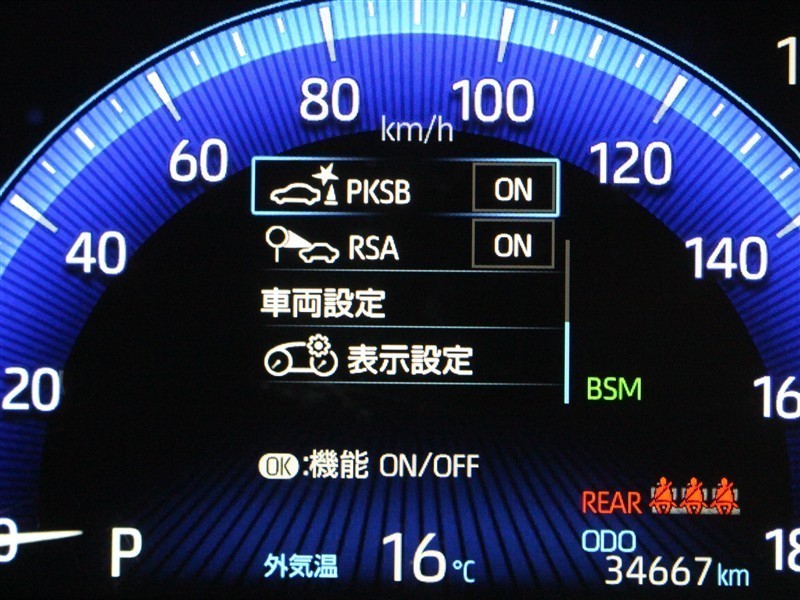 80
100
km/h
60
120
PKSB ON
40
RSA ON
140
車両設定
表示設定
20
BSM
OK:機能 ON/OFF
REAR
P
外気温 16℃
ODO
34667km